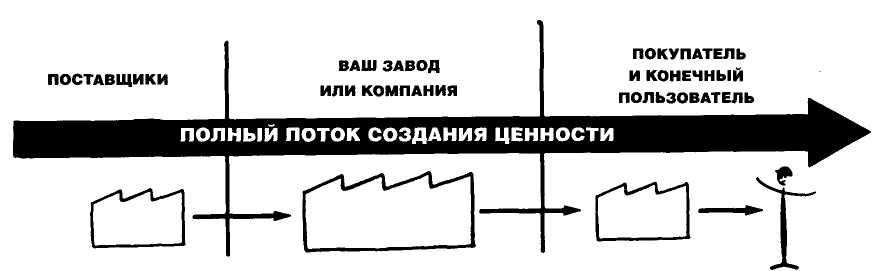 ПОСТАВЩИКИ
ВАШ ЗАВОД
ИЛИ КОМПАНИЯ
ПОКУПАТЕЛЬ
И КОНЕЧНЫЙ
ПОЛЬЗОВАТЕЛЬ
ПОЛНЫЙ ПОТОК СОЗДАНИЯ ЦЕННОСТИ